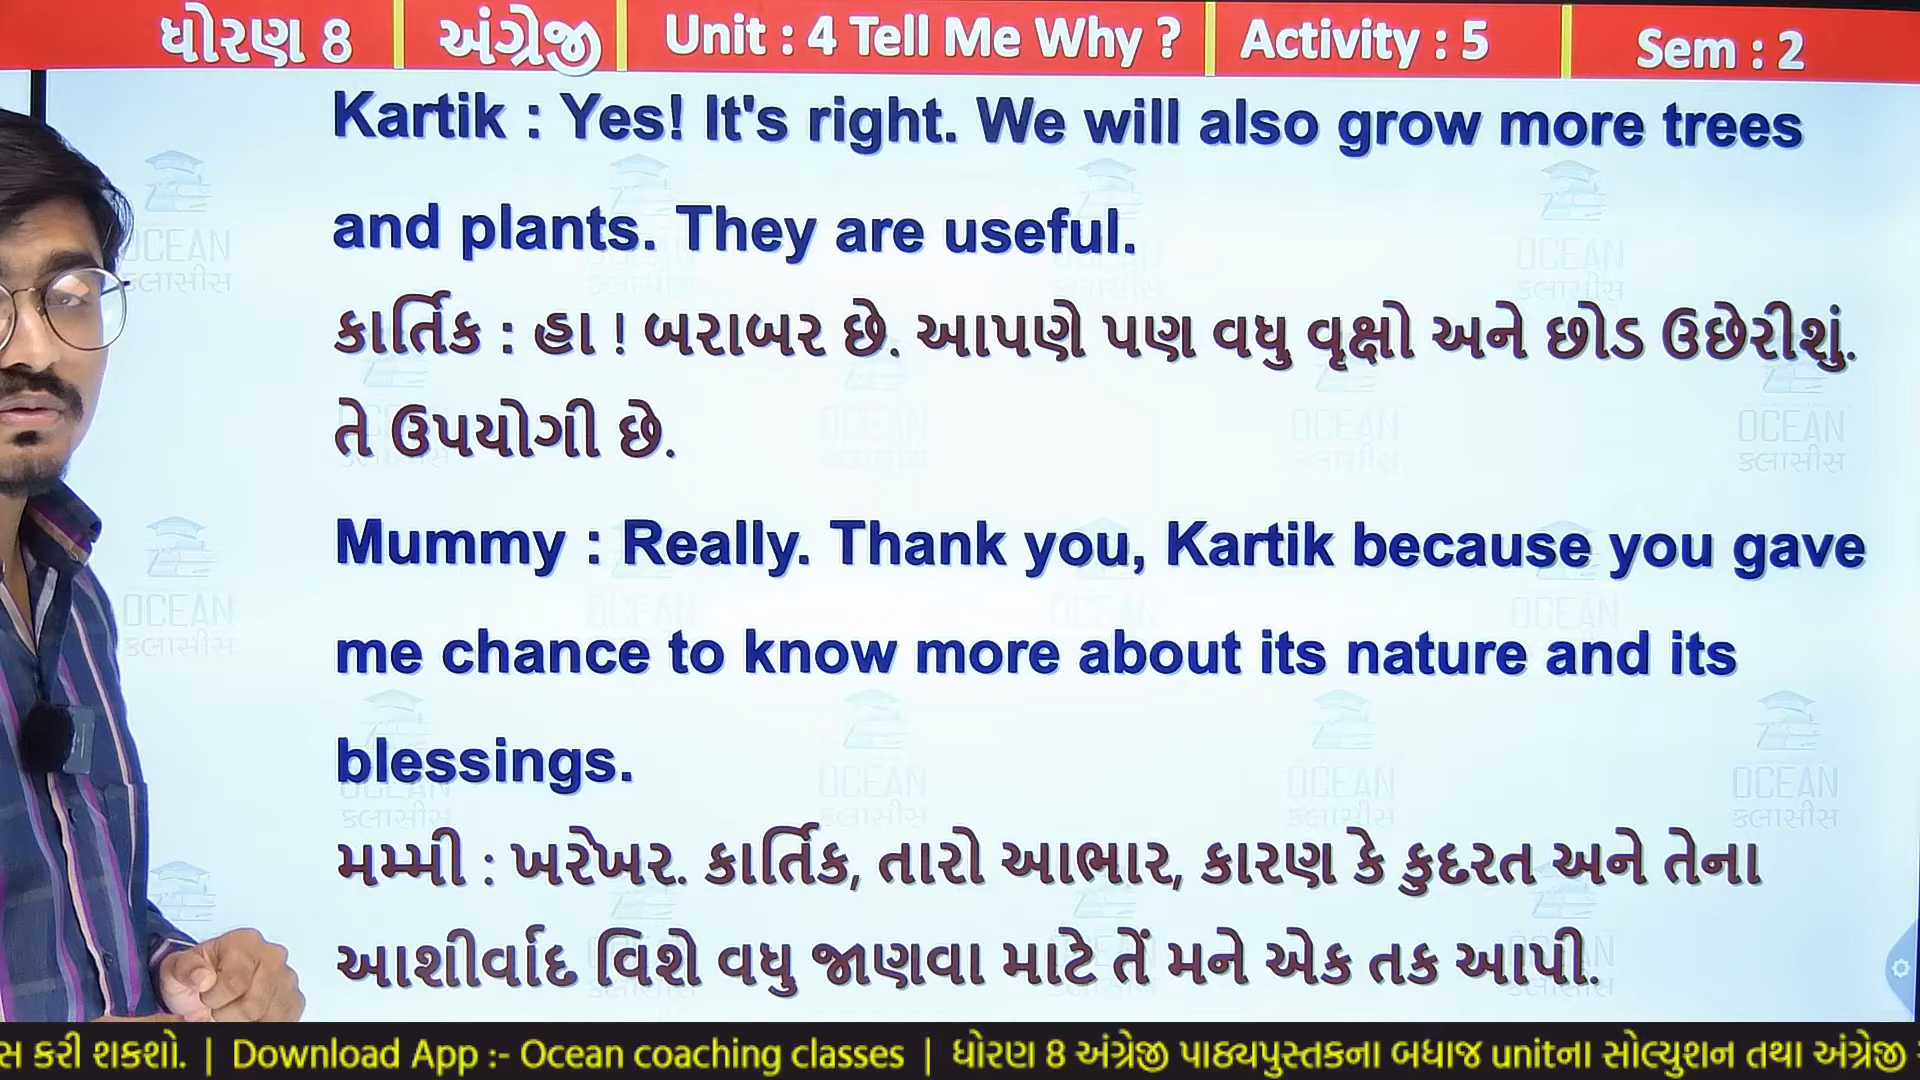 ધોરણ 8 અંગ્રેજી Unit : 4 Tell Me Why ? Activity : 5 Sem : 2
Kartik : Yes! It's right. We will also grow more trees
and plants. They are useful.
કાર્તિક : હા ! બરાબર છે. આપણે પણ વધુ વૃક્ષો અને છોડ ઉછેરીશું.
તે ઉપયોગી છે.
Mummy : Really. Thank you, Kartik because you gave
me chance to know more about its nature and its
blessings.
મમ્મી : ખરેખર. કાર્તિક, તારો આભાર, કારણ કે કુદરત અને તેના
આશીર્વાદ વિશે વધુ જાણવા માટે તેં મને એક તક આપી.
OCEAN
ક્લાસીસ
સ કરી શકશો. | Download App :- Ocean coaching classes | ધોરણ 8 અંગ્રેજી પાઠ્યપુસ્તકના બધાજ unitના સોલ્યુશન તથા અંગ્રેજી